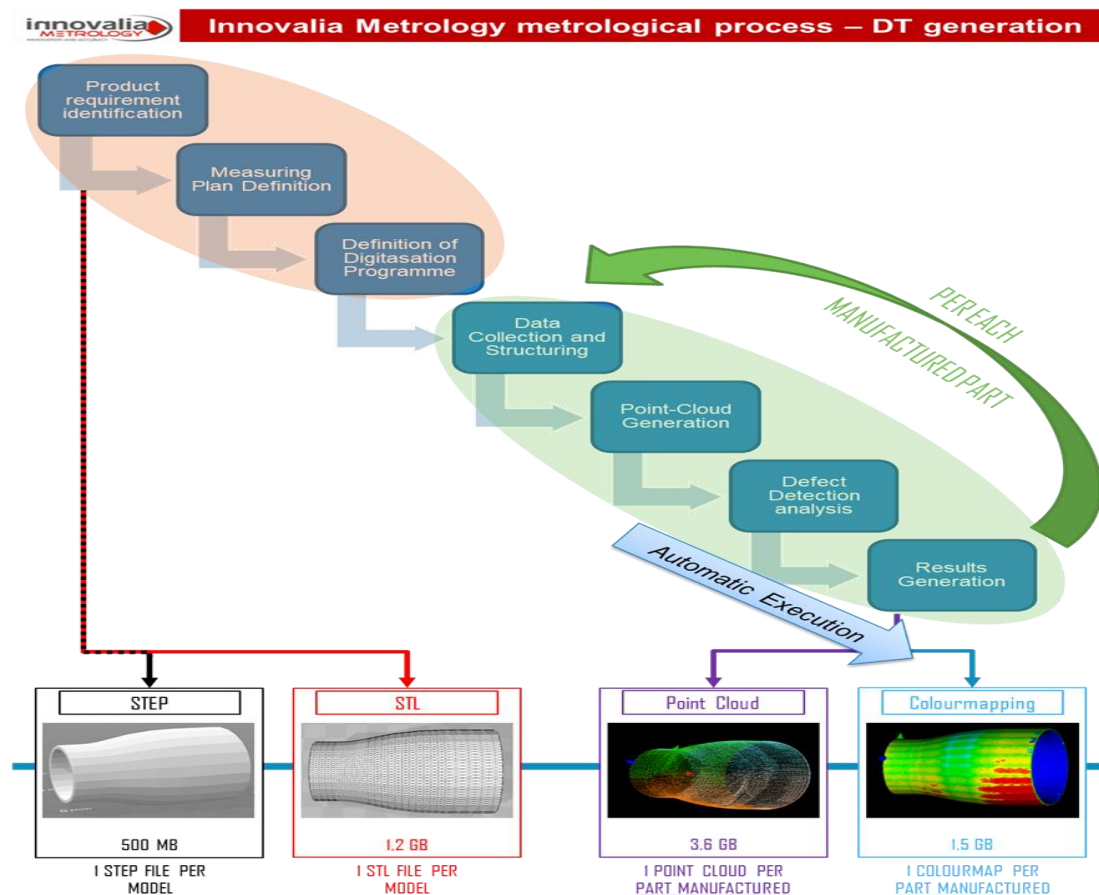 innovalia
METROLOGY
Innovalia Metrology metrological process – DT generation
Product
requirement
identification
Measuring
Plan Definition
Definition of
Digitasation
Programme
Data
Collection and
Structuring
PER EACH
MANUFACTURED PART
Point-Cloud
Generation
Defect
Detection
analysis
Results
Generation
Automatic Execution
STEP
500 MB
1 STEP FILE PER
MODEL
STL
1.2 GB
1 STL FILE PER
MODEL
Point Cloud
3.6 GB
1 POINT CLOUD PER
PART MANUFACTURED
Colourmapping
1.5 GB
1 COLOURMAP PER
PART MANUFACTURED